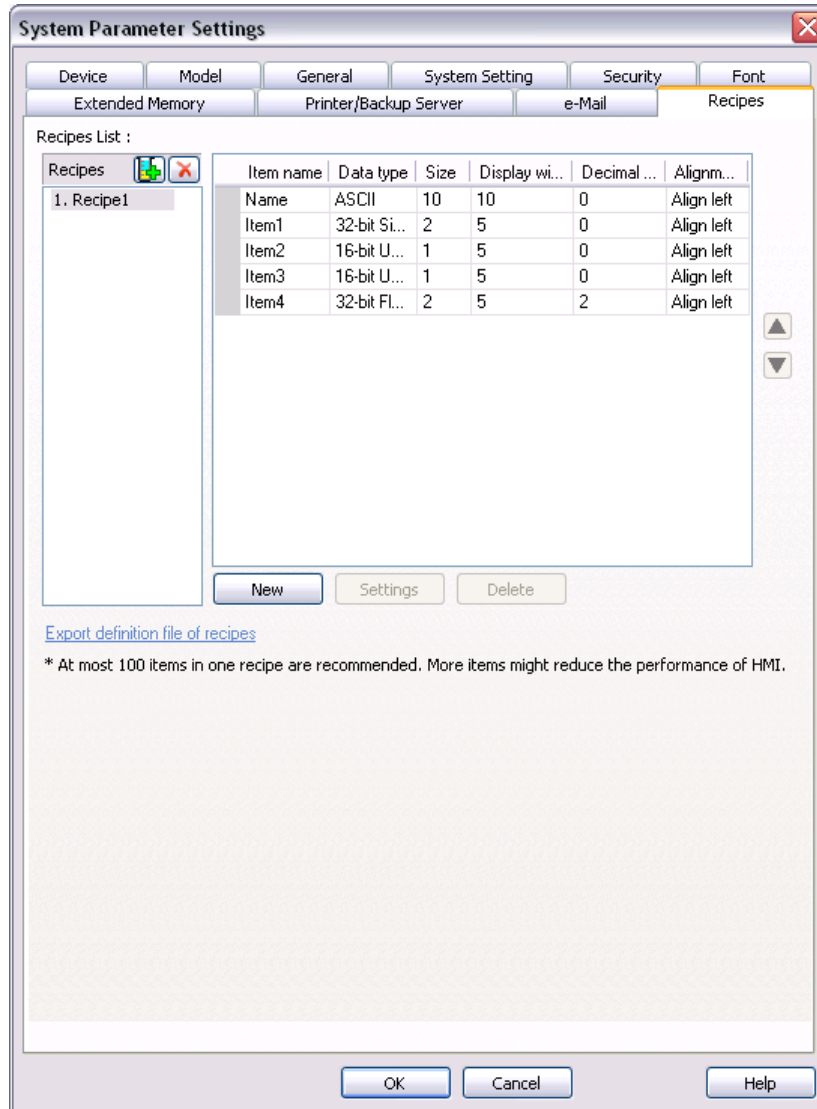 System Parameter Settings
Device Model General System Setting Security Font
Extended Memory Printer/Backup Server e-Mail Recipes
Recipes List :
Recipes
1. Recipe1
Item name Data type Size Display wi... Decimal ... Alignm...
Name ASCII 10 10 0 Align left
Item1 32-bit Si... 2 5 0 Align left
Item2 16-bit U... 1 5 0 Align left
Item3 16-bit U... 1 5 0 Align left
Item4 32-bit Fl... 2 5 2 Align left
New Settings Delete
Export definition file of recipes
* At most 100 items in one recipe are recommended. More items might reduce the performance of HMI.
OK Cancel Help